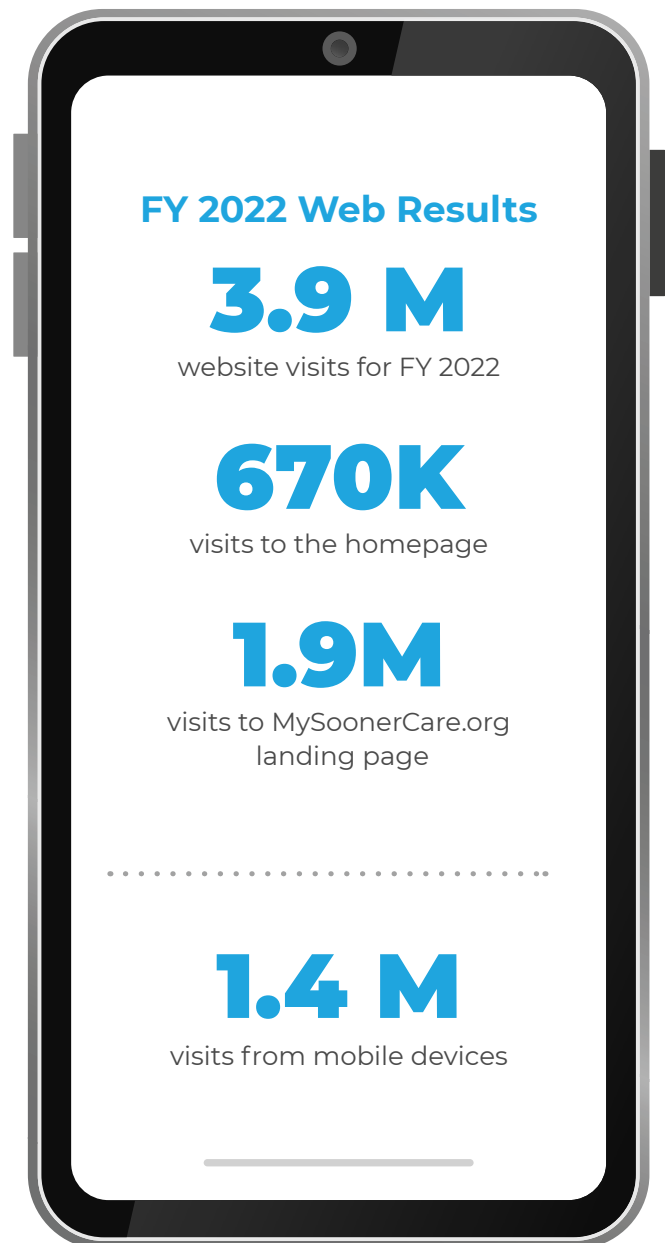 FY 2022 Web Results
3.9 M
website visits for FY 2022
670K
visits to the homepage
1.9M
visits to MySoonerCare.org
landing page
1.4 M
visits from mobile devices